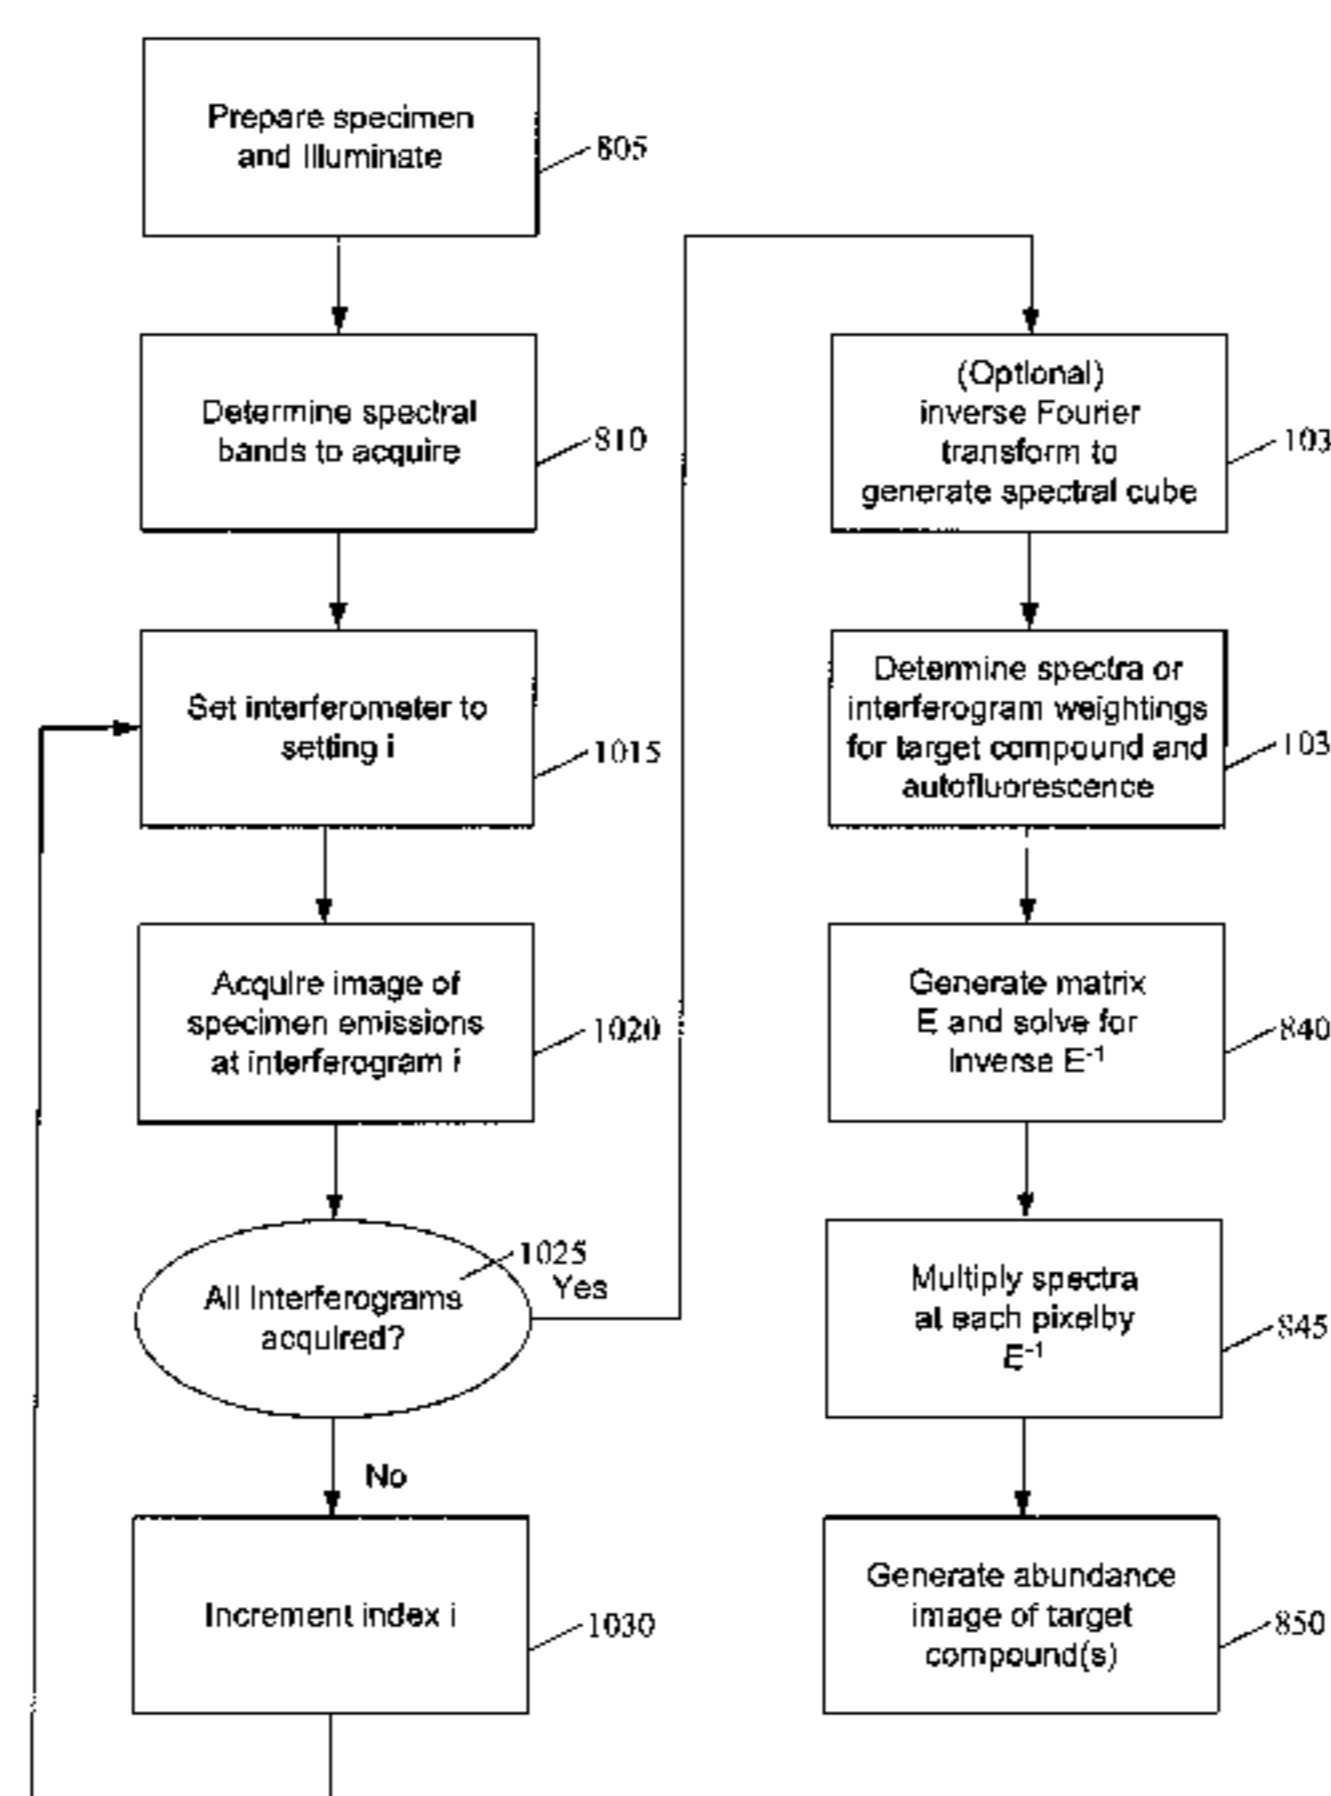 Prepare specimen
and Illuminate
805
Determine spectral
bands to acquire
810
Set interferometer to
setting i
1015
Acquire image of
specimen emissions
at interferogram i
1020
1025
All Interferograms
acquired?
Yes
No
Increment index i
1030
(Optional)
inverse Fourier
transform to
generate spectral cube
103
Determine spectra or
interferogram weightings
for target compound and
autofluorescence
103
Generate matrix
E and solve for
Inverse E⁻¹
840
Multiply spectra
at each pixelby
E⁻¹
845
Generate abundance
image of target
compound(s)
850